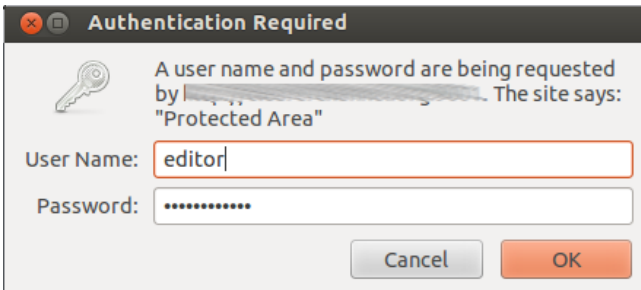 Authentication Required
A user name and password are being requested
by . The site says:
"Protected Area"
User Name: editor
Password: ••••••••••••
Cancel OK